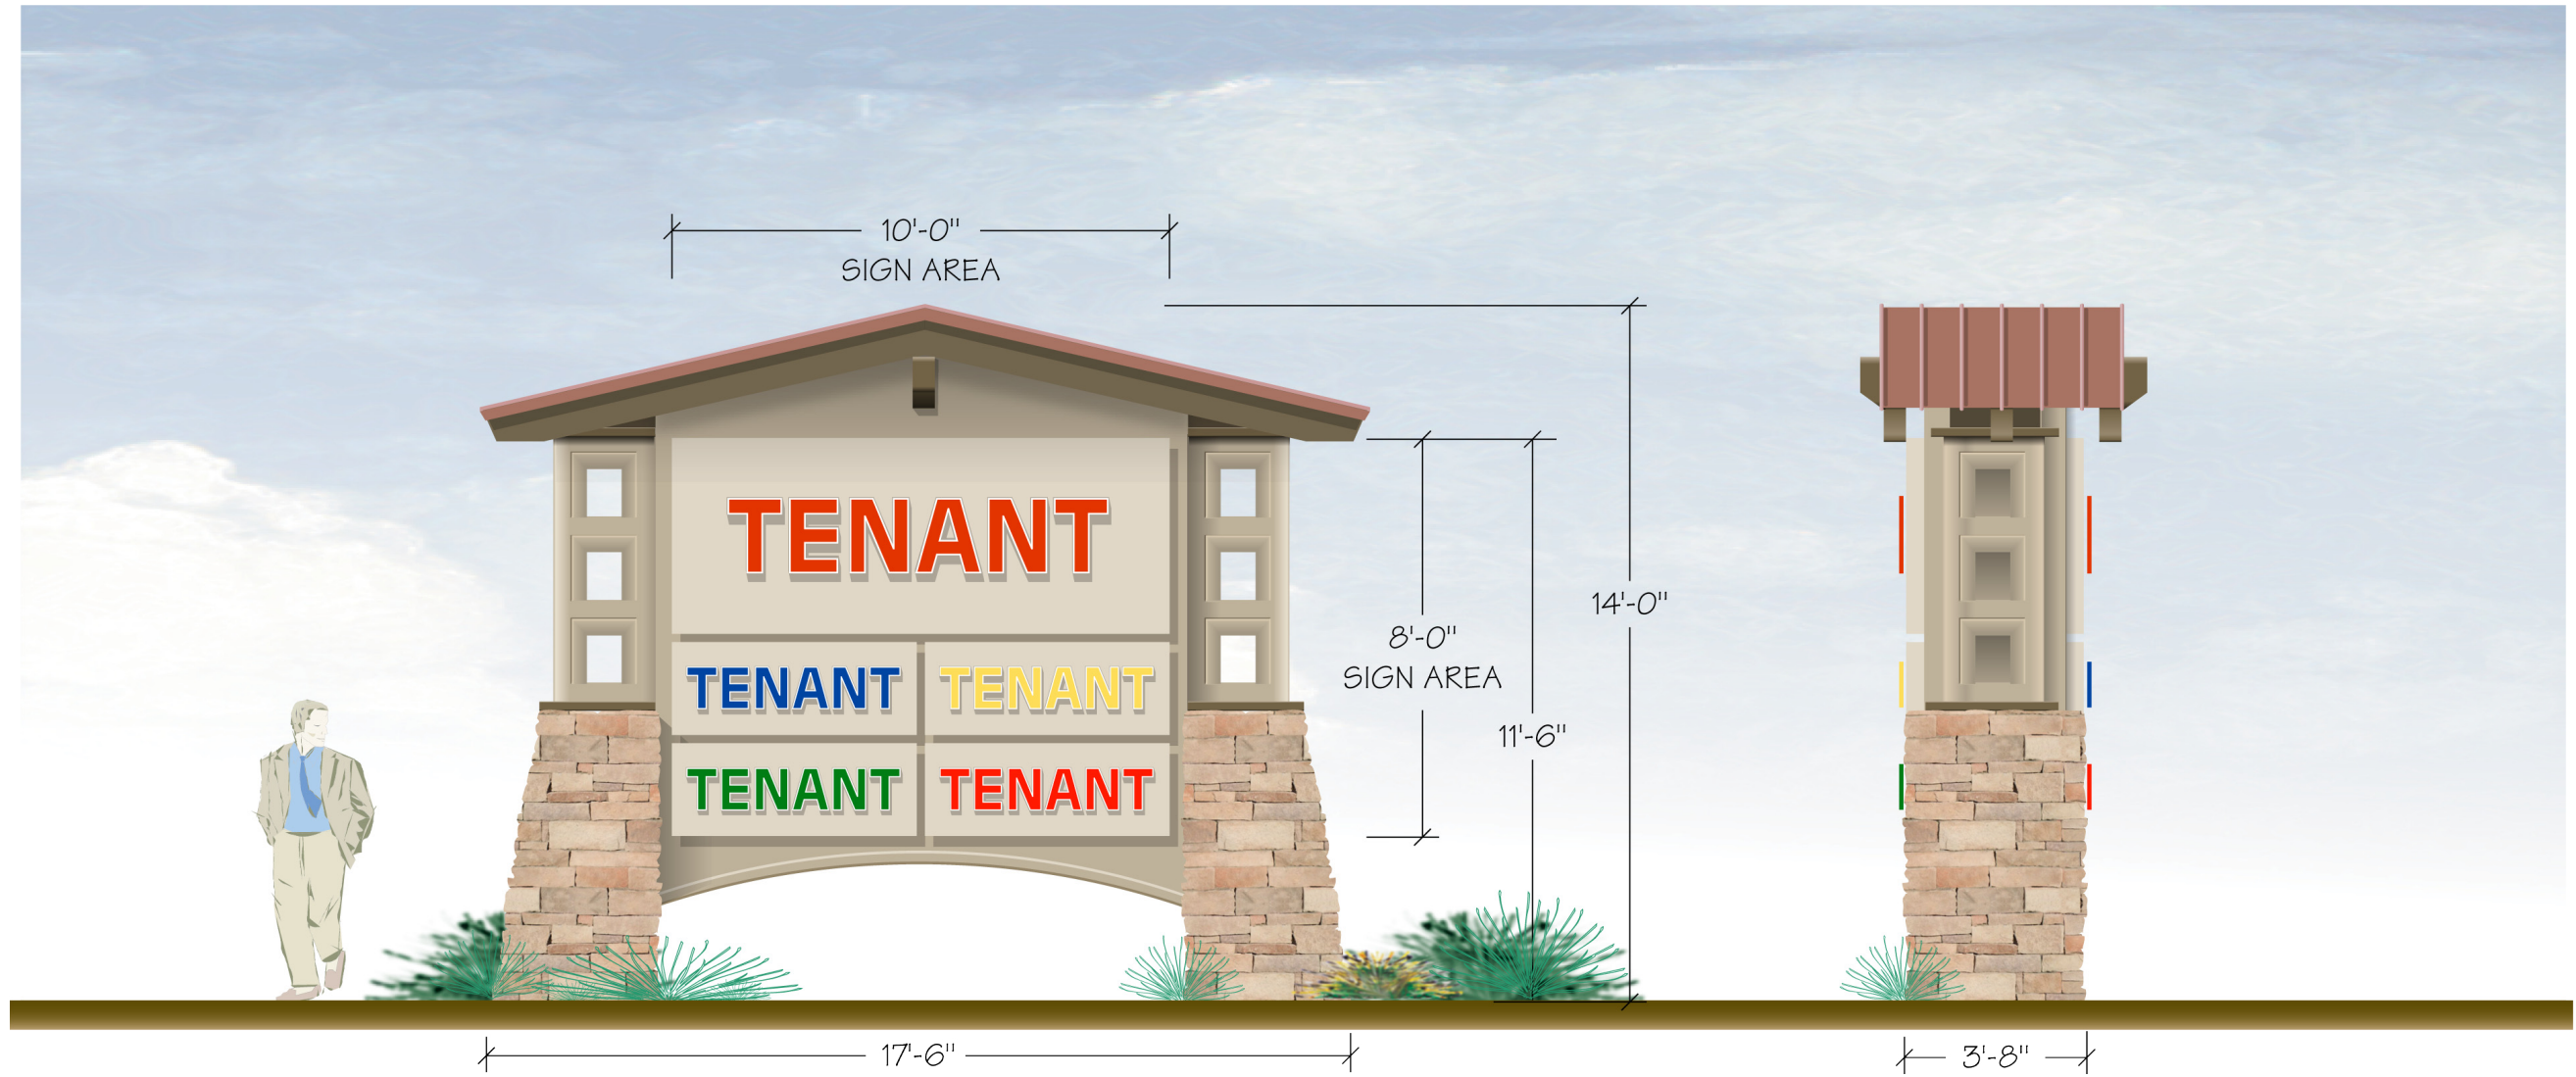 10'-0"
SIGN AREA
TENANT
14'-0"
8'-0"
SIGN AREA
TENANT TENANT
11'-6"
TENANT TENANT
17'-6"
3'-8"